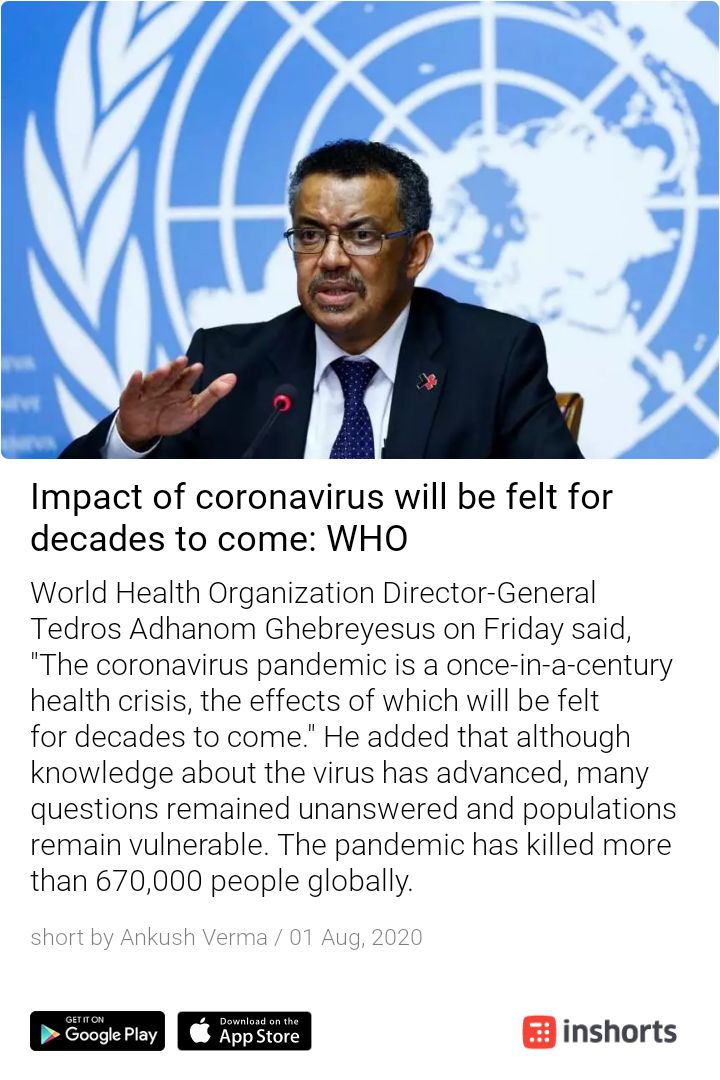 Impact of coronavirus will be felt for
decades to come: WHO
World Health Organization Director-General
Tedros Adhanom Ghebreyesus on Friday said,
"The coronavirus pandemic is a once-in-a-century
health crisis, the effects of which will be felt
for decades to come." He added that although
knowledge about the virus has advanced, many
questions remained unanswered and populations
remain vulnerable. The pandemic has killed more
than 670,000 people globally.
short by Ankush Verma / 01 Aug, 2020
GET IT ON
Google Play
Download on the
App Store
inshorts